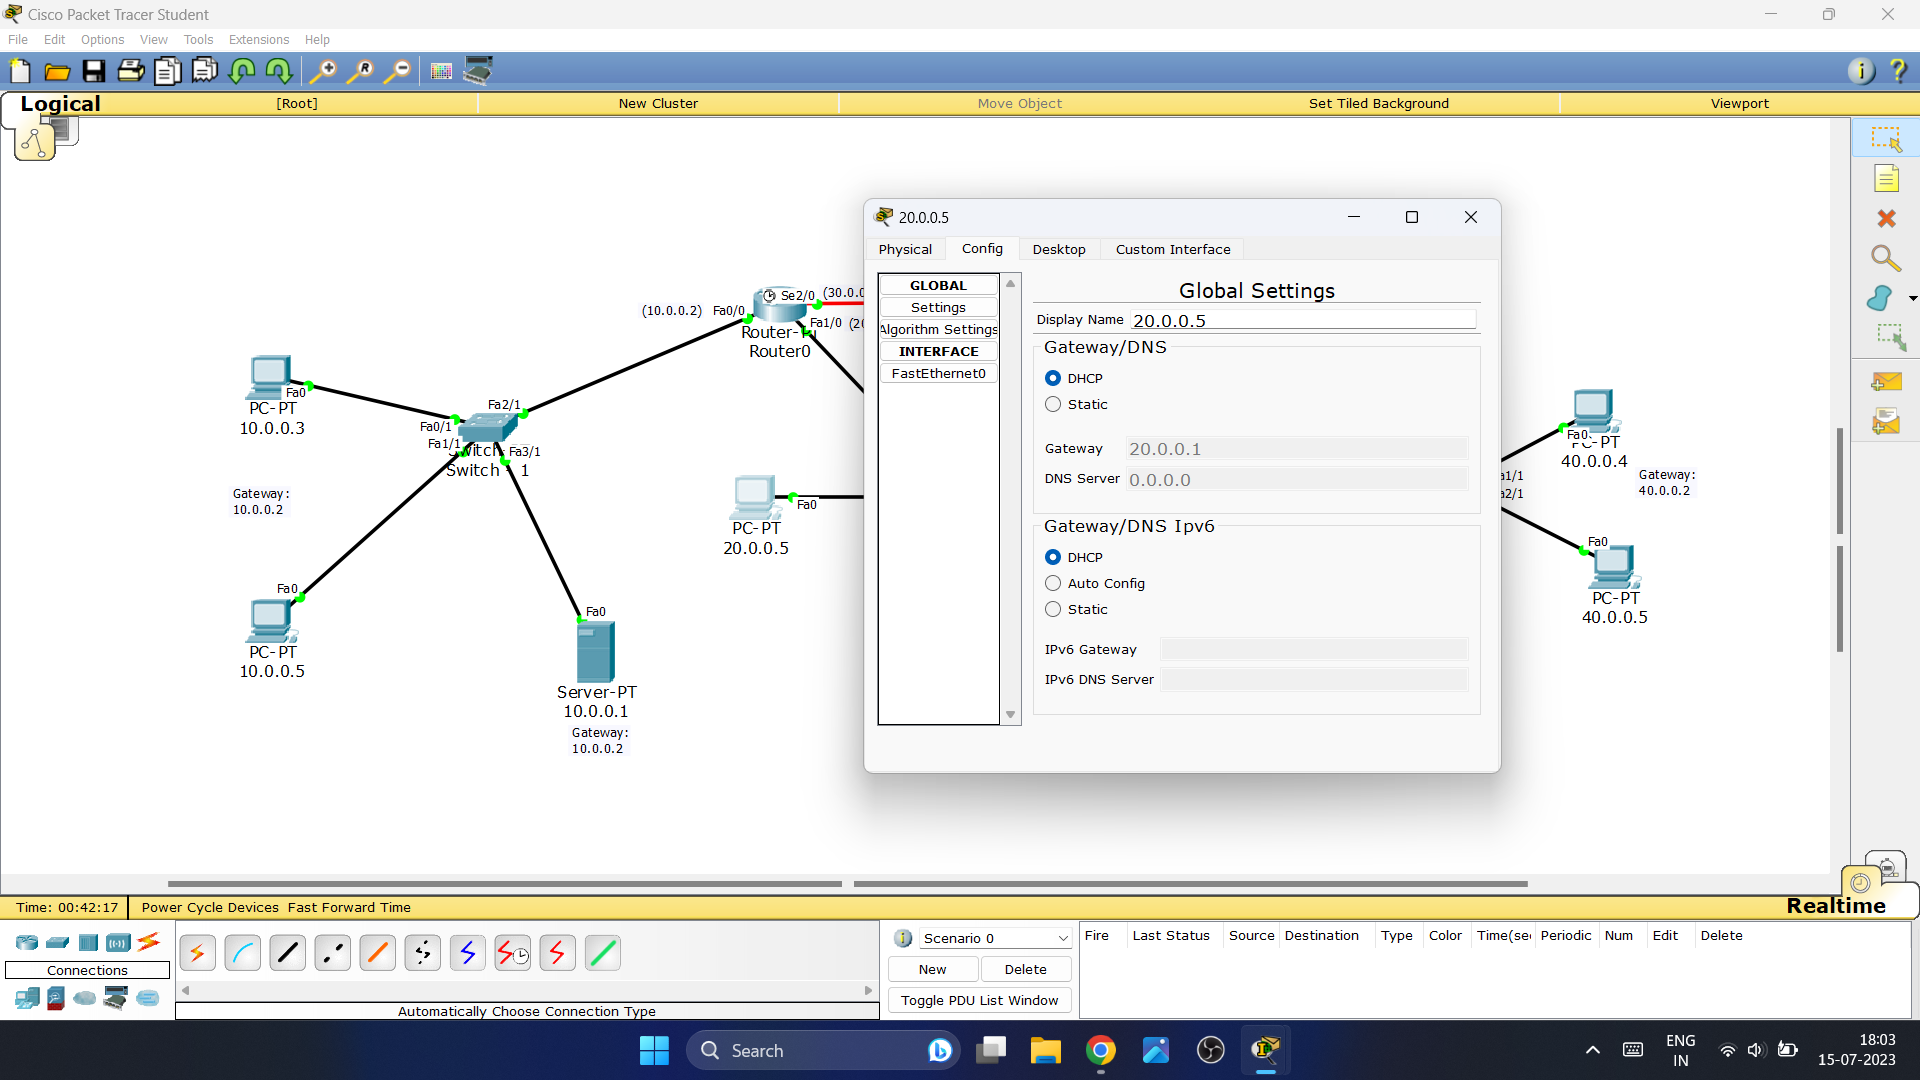 Cisco Packet Tracer Student
File Edit Options View Tools Extensions Help
Logical [Root] New Cluster Move Object Set Tiled Background Viewport
20.0.0.5
Physical Config Desktop Custom Interface
GLOBAL
Settings
Algorithm Settings
INTERFACE
FastEthernet0
Global Settings
Display Name 20.0.0.5
Gateway/DNS
DHCP
Static
Gateway 20.0.0.1
DNS Server 0.0.0.0
Gateway/DNS Ipv6
DHCP
Auto Config
Static
IPv6 Gateway
IPv6 DNS Server
(10.0.0.2) Fa0/0
Se2/0 (30.0.0
Fa1/0 (20
Router0
Fa0
PC-PT
10.0.0.3
Fa2/1
Fa0/1
Fa1/1
Fa3/1
Switch
Switch - 1
Gateway:
10.0.0.2
Fa0
PC-PT
10.0.0.5
Fa0
Server-PT
10.0.0.1
Gateway:
10.0.0.2
Fa0
PC-PT
20.0.0.5
Fa0
PC-PT
40.0.0.4
Gateway:
40.0.0.2
a1/1
a2/1
Fa0
PC-PT
40.0.0.5
Time: 00:42:17 Power Cycle Devices Fast Forward Time
Realtime
Connections
Automatically Choose Connection Type
Scenario 0
New Delete
Toggle PDU List Window
Fire Last Status Source Destination Type Color Time(sec Periodic Num Edit Delete
Search
ENG
IN
18:03
15-07-2023